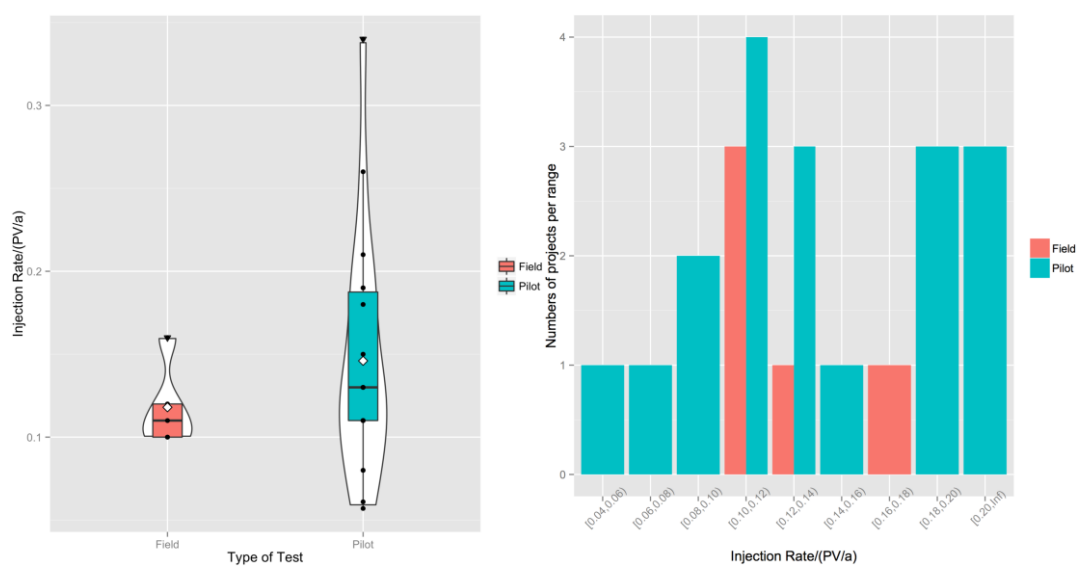 Injection Rate/(PV/a)
0.3
0.2
0.1
Field
Pilot
Type of Test
Field
Pilot
Numbers of projects per range
4
3
2
1
0
[0.04,0.06)
[0.06,0.08)
[0.08,0.10)
[0.10,0.12)
[0.12,0.14)
[0.14,0.16)
[0.16,0.18)
[0.18,0.20)
[0.20,Inf)
Injection Rate/(PV/a)
Field
Pilot